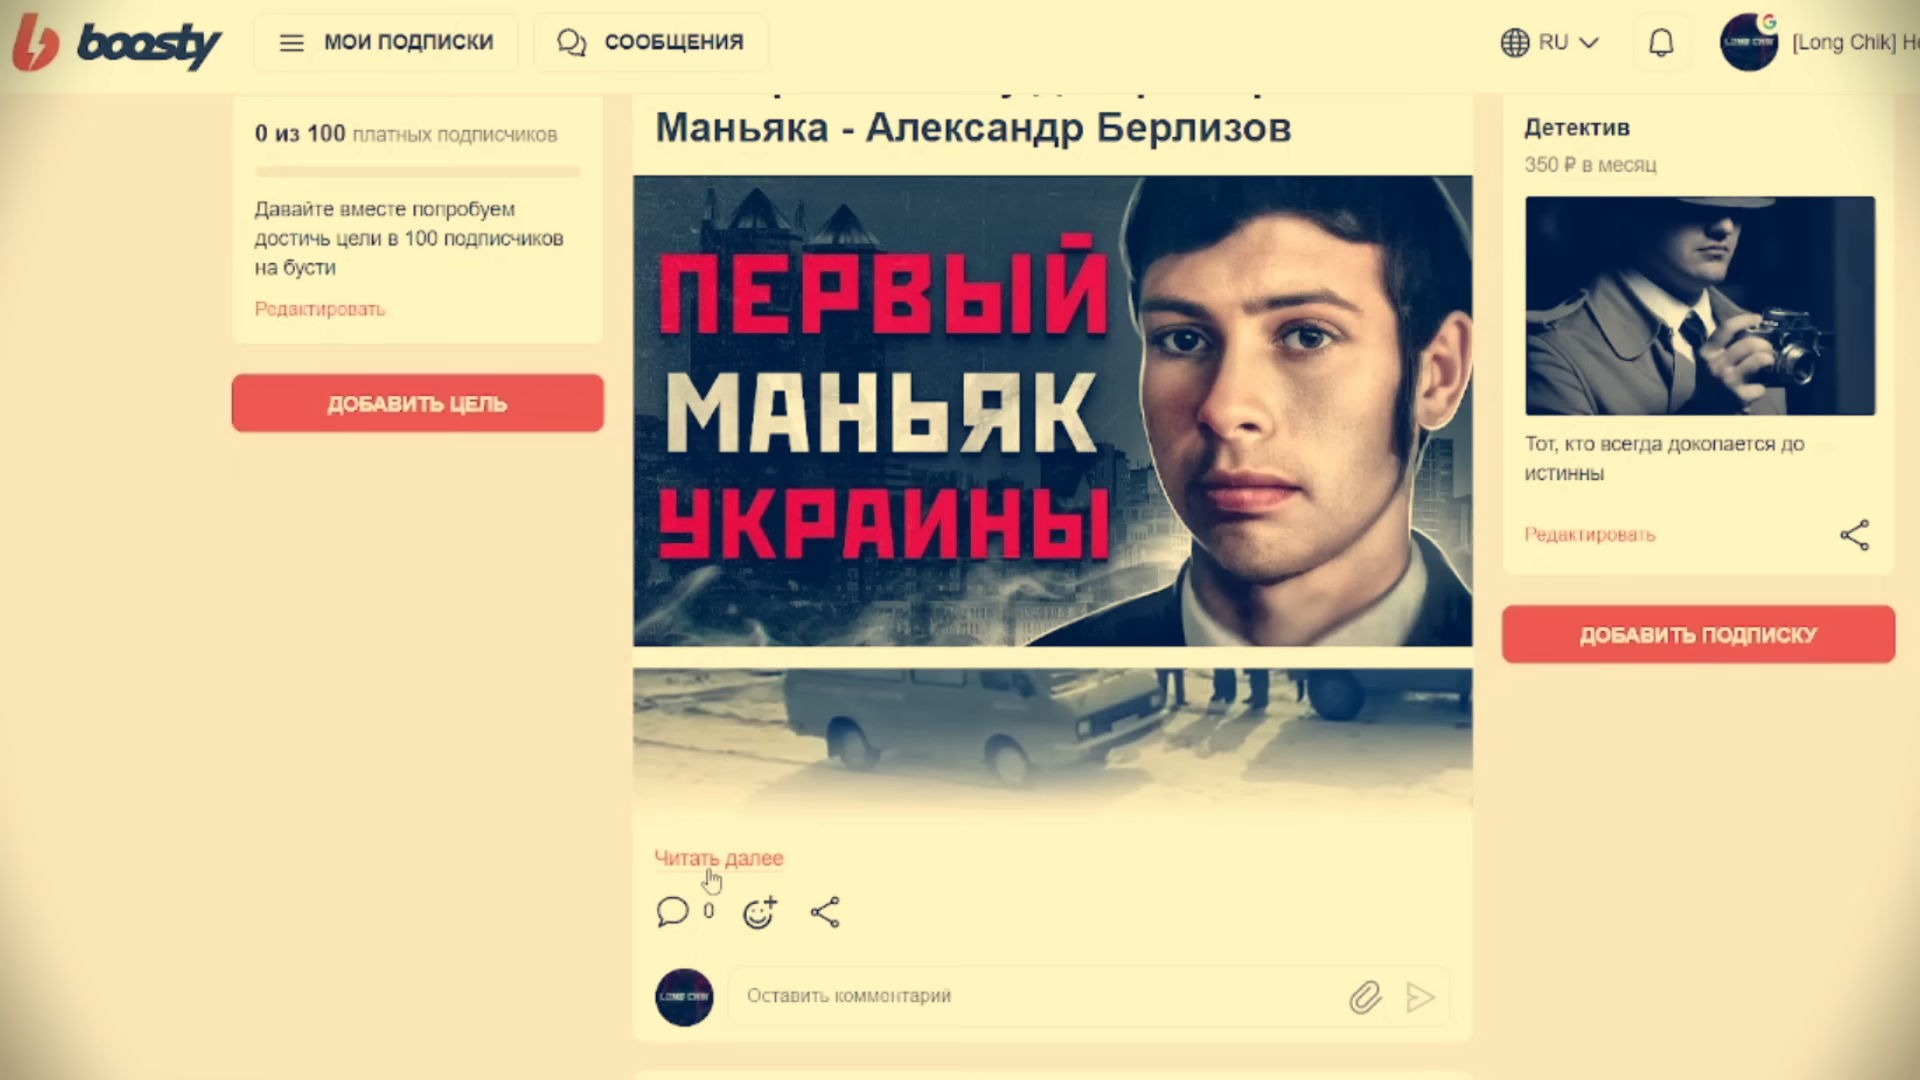 boosty
МОИ ПОДПИСКИ
СООБЩЕНИЯ
RU
[Long Chik]
0 из 100 платных подписчиков
Давайте вместе попробуем
достичь цели в 100 подписчиков
на бусти
Редактировать
ДОБАВИТЬ ЦЕЛЬ
Маньяка - Александр Берлизов
ПЕРВЫЙ
МАНЬЯК
УКРАИНЫ
Читать далее
0
LONG CHIK
Оставить комментарий
Детектив
350 ₽ в месяц
Тот, кто всегда докопается до
истинны
Редактировать
ДОБАВИТЬ ПОДПИСКУ